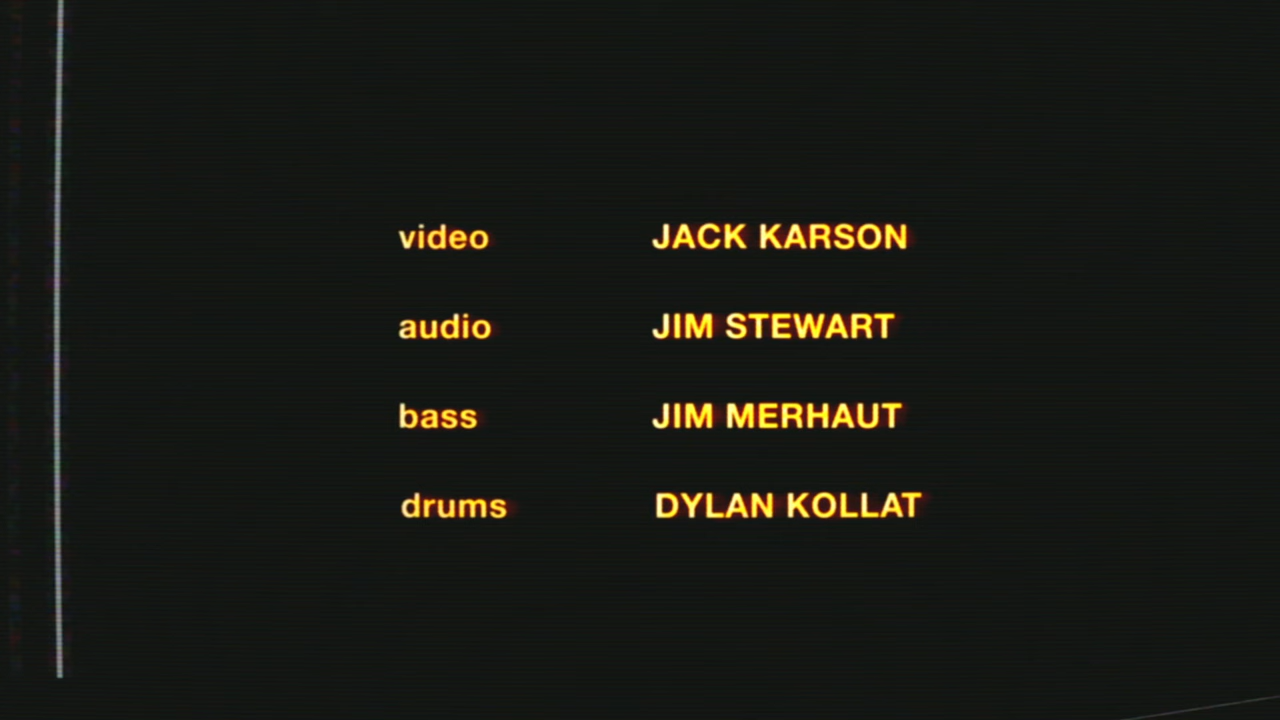 video JACK KARSON
audio JIM STEWART
bass JIM MERHAUT
drums DYLAN KOLLAT